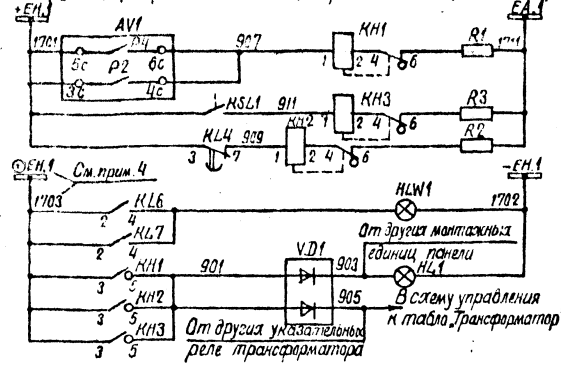 +EH.1 AV1 EA.1
1701 P4 907 KH1 R1 1711
5c 6c 1 2 4 6
P2
3c 4c
KSL1 911 KH3 R3
1 2 4 6
KL4 909 KH2 R2
3 7 1 2 4 6
EH.1 См. прим. 4 -EH.1
1703 KL6 HLW1 1702
2 4
KL7 От других монтажных
2 4 единиц панели
KH1 901 VD1 903 HL1
3 5
KH2 905 В схему управления
3 5 к табло „Трансформатор
KH3 От других указательных
3 5 реле трансформатора